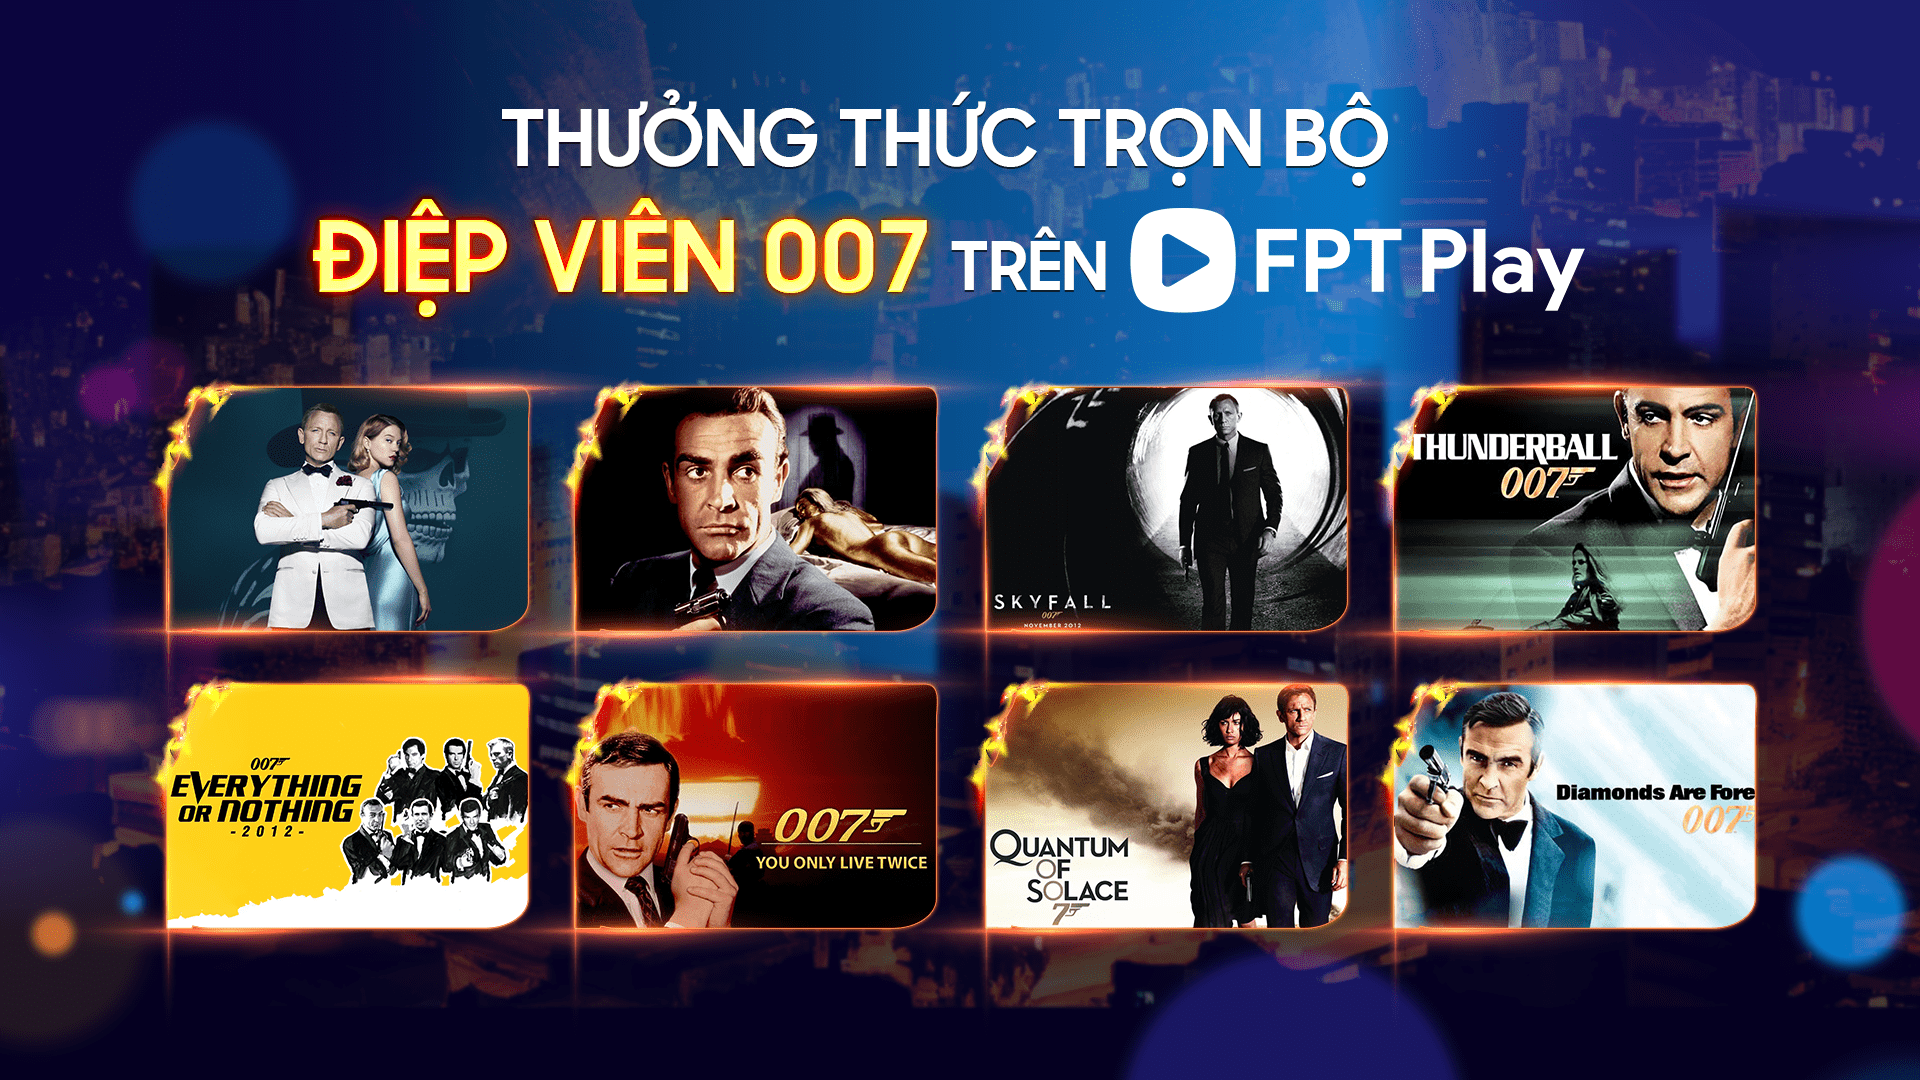 THƯỞNG THỨC TRỌN BỘ
ĐIỆP VIÊN 007 TRÊN FPT Play
SKYFALL
007
NOVEMBER 2012
THUNDERBALL
007
007
EVERYTHING
OR NOTHING
-2012-
007
YOU ONLY LIVE TWICE
QUANTUM
OF
SOLACE
7
Diamonds Are Fore
007